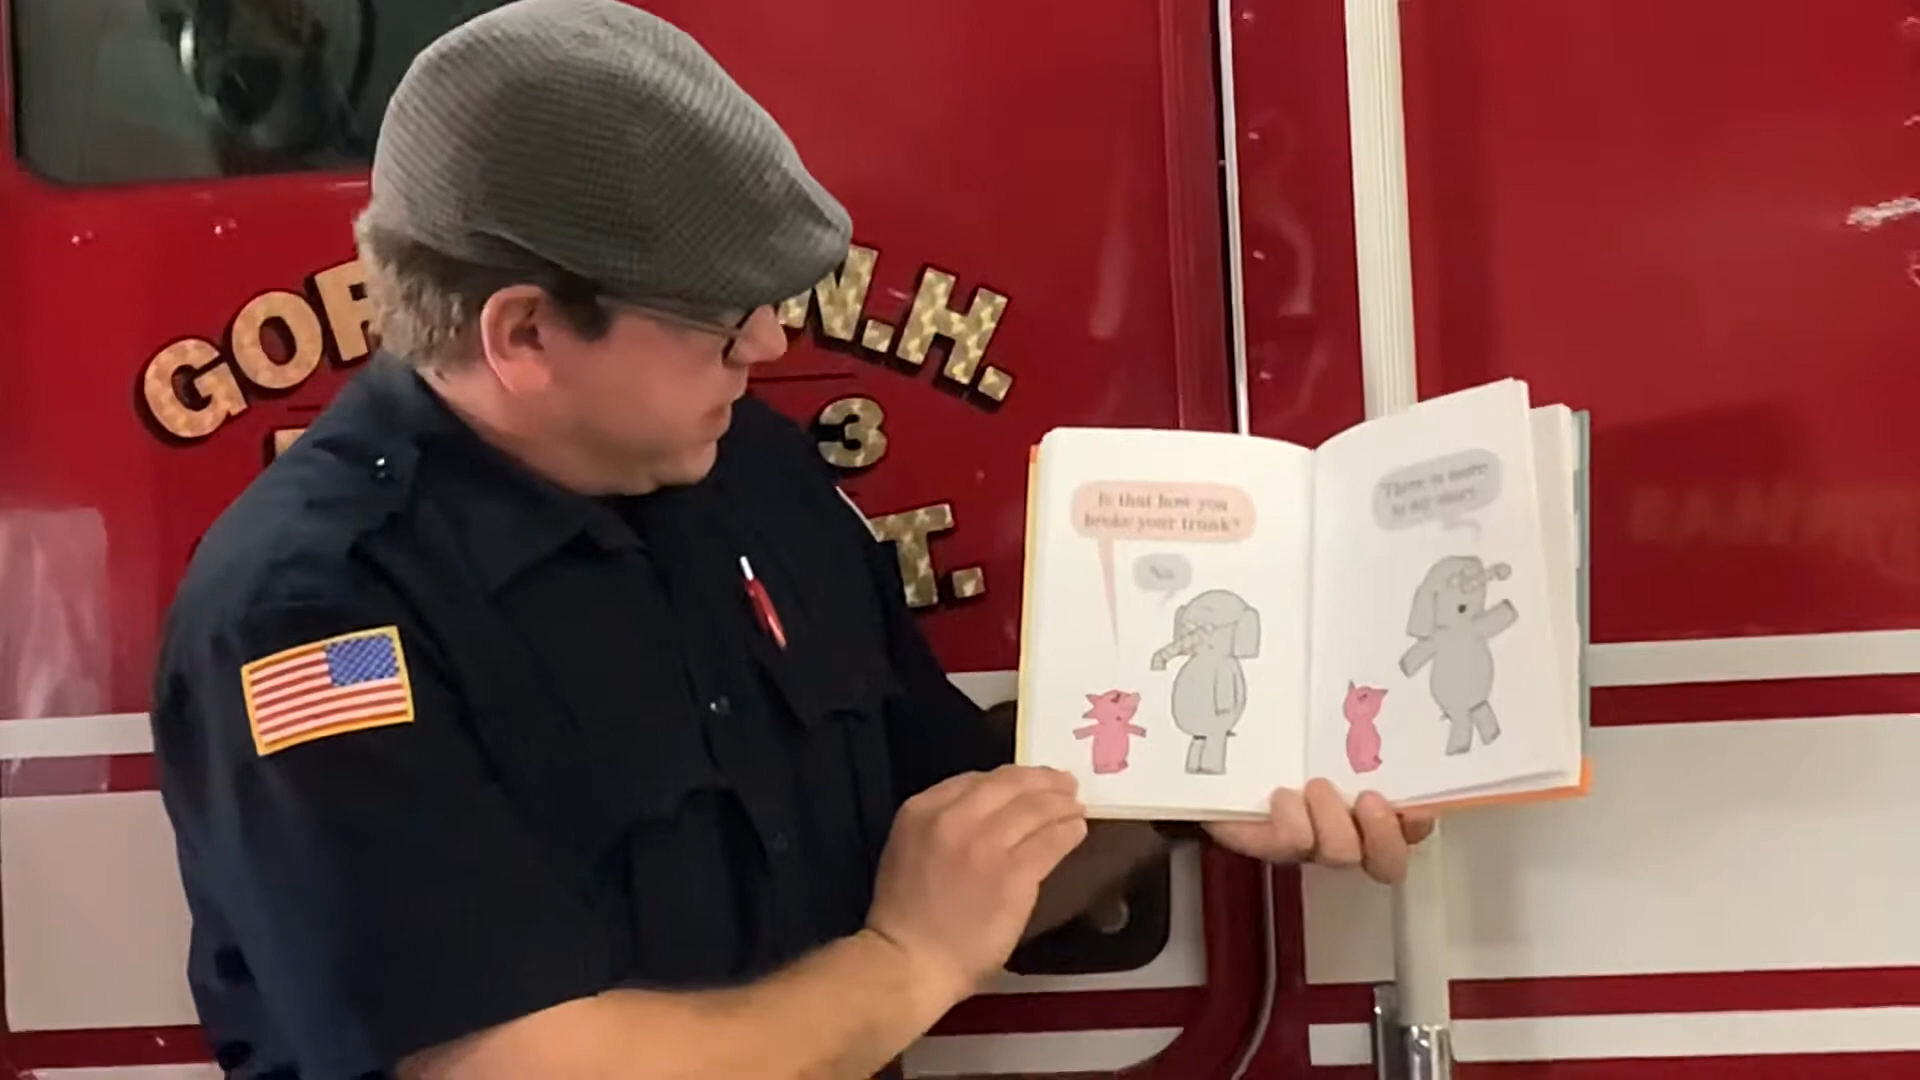 GOR
W.H.
3
T.
Is that how you
broke your trunk?
No.
There is more
to my story.